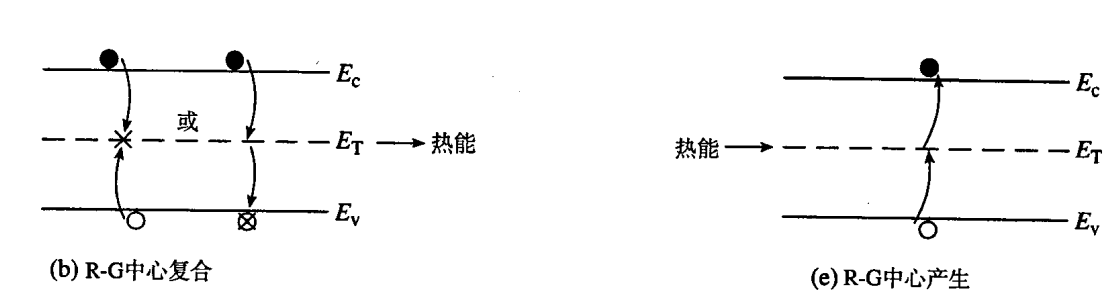 E_c
或
E_T
热能
E_v
(b) R-G中心复合
E_c
热能
E_T
E_v
(e) R-G中心产生